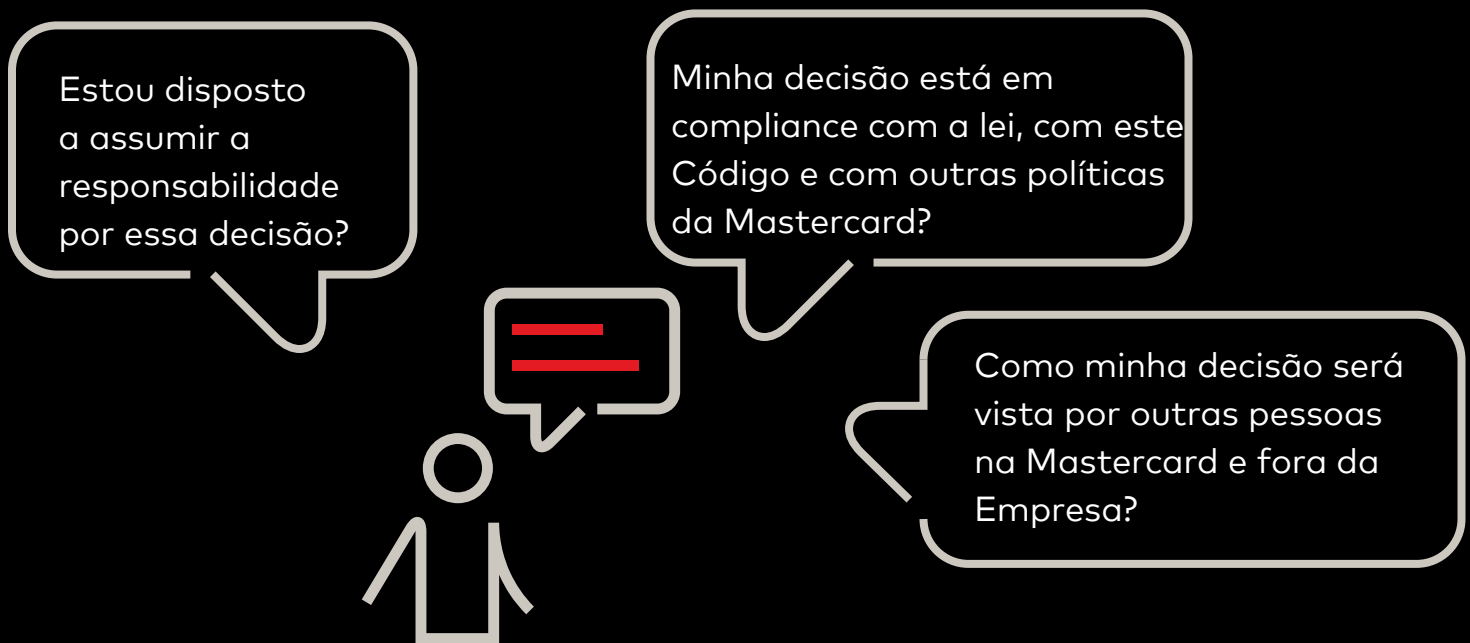 Estou disposto
a assumir a
responsabilidade
por essa decisão?
Minha decisão está em
compliance com a lei, com este
Código e com outras políticas
da Mastercard?
Como minha decisão será
vista por outras pessoas
na Mastercard e fora da
Empresa?